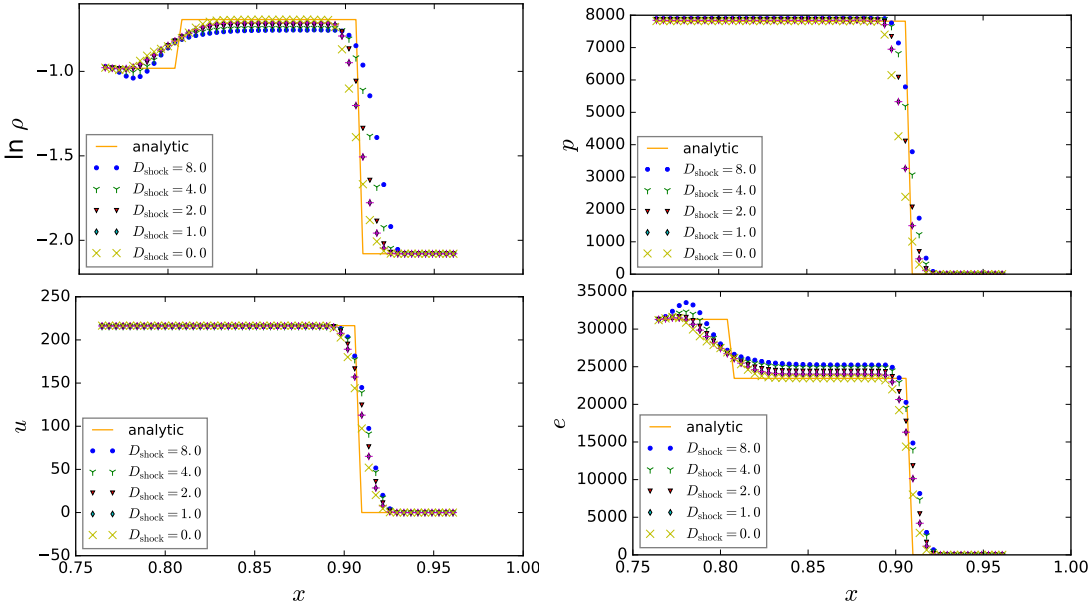 ln ρ
−1.0
−1.5
−2.0
analytic
D_shock = 8.0
D_shock = 4.0
D_shock = 2.0
D_shock = 1.0
D_shock = 0.0
p
8000
7000
6000
5000
4000
3000
2000
1000
0
analytic
D_shock = 8.0
D_shock = 4.0
D_shock = 2.0
D_shock = 1.0
D_shock = 0.0
u
250
200
150
100
50
0
−50
analytic
D_shock = 8.0
D_shock = 4.0
D_shock = 2.0
D_shock = 1.0
D_shock = 0.0
0.75 0.80 0.85 0.90 0.95 1.00
x
e
35000
30000
25000
20000
15000
10000
5000
0
analytic
D_shock = 8.0
D_shock = 4.0
D_shock = 2.0
D_shock = 1.0
D_shock = 0.0
0.75 0.80 0.85 0.90 0.95 1.00
x